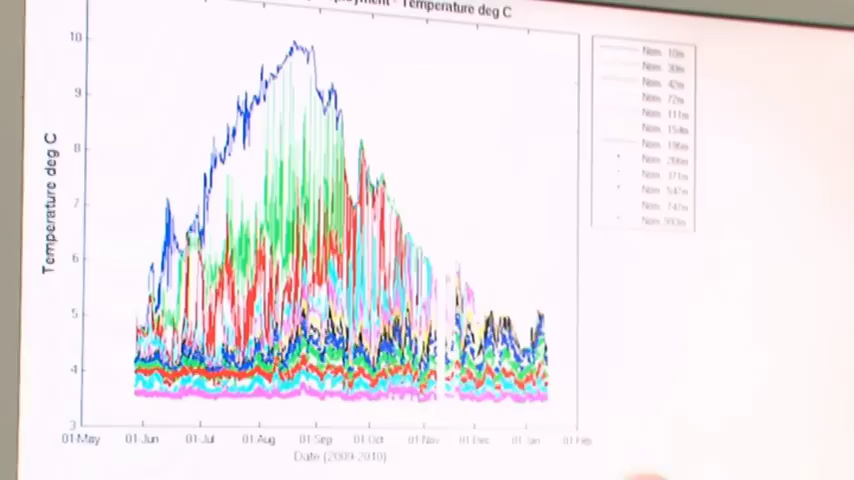 Temperature deg C
10
9
8
7
6
5
4
3
Temperature deg C
01-May 01-Jun 01-Jul 01-Aug 01-Sep 01-Oct 01-Nov 01-Dec 01-Jan 01-Feb
Date (2009-2010)
Nom. 10m
Nom. 30m
Nom. 42m
Nom. 72m
Nom. 111m
Nom. 154m
Nom. 196m
Nom.
Nom. 371m
Nom. 547m
Nom. 747m
Nom.